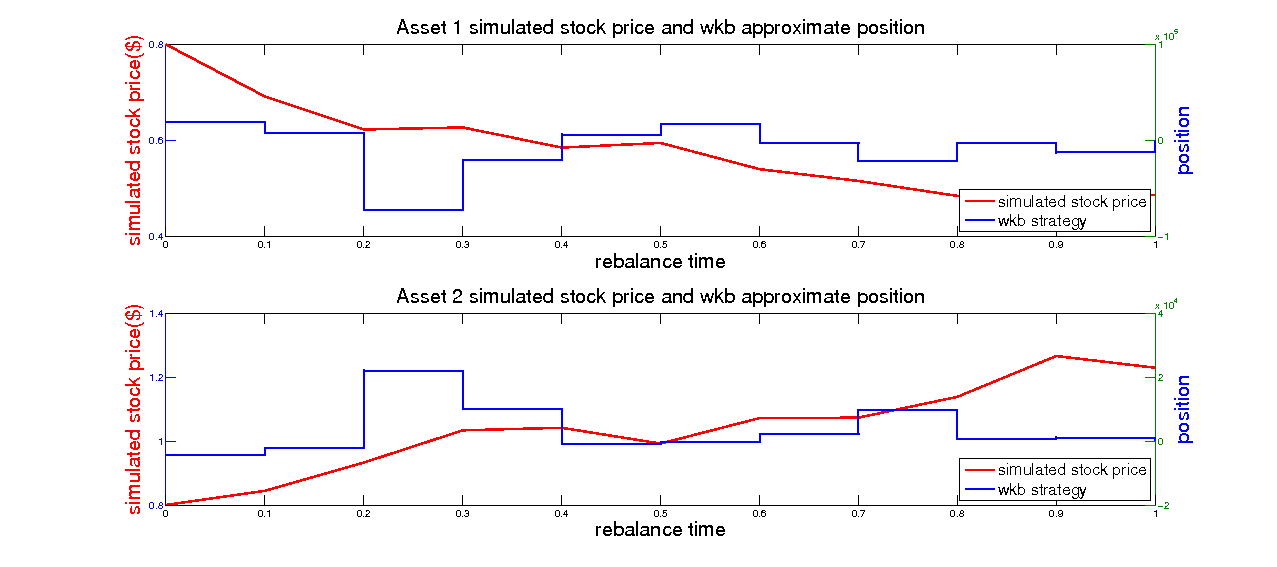 Asset 1 simulated stock price and wkb approximate position
x 10^5
simulated stock price($)
0.8
0.6
0.4
1
0
-1
position
simulated stock price
wkb strategy
0 0.1 0.2 0.3 0.4 0.5 0.6 0.7 0.8 0.9 1
rebalance time
Asset 2 simulated stock price and wkb approximate position
x 10^4
simulated stock price($)
1.4
1.2
1
0.8
4
2
0
-2
position
simulated stock price
wkb strategy
0 0.1 0.2 0.3 0.4 0.5 0.6 0.7 0.8 0.9 1
rebalance time